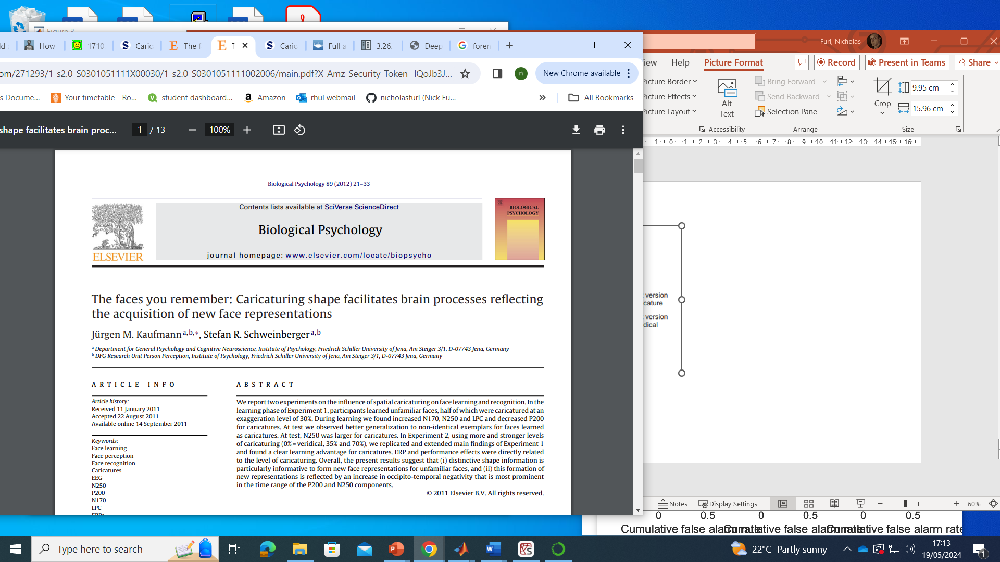 Figure 3
How
1710.
Caric
The f
T
Caric
Full a
3.26.
Deep
foren
om/271293/1-s2.0-S0301051111X00030/1-s2.0-S0301051111002006/main.pdf?X-Amz-Security-Token=IQoJb3J...
n
New Chrome available
s Docume...
Your timetable - Ro...
student dashboard...
Amazon
rhul webmail
nicholasfurl (Nick Fu...
»
All Bookmarks
shape facilitates brain proc...
1 / 13
100%
Biological Psychology 89 (2012) 21–33
Contents lists available at SciVerse ScienceDirect
Biological Psychology
journal homepage: www.elsevier.com/locate/biopsycho
ELSEVIER
BIOLOGICAL
PSYCHOLOGY
The faces you remember: Caricaturing shape facilitates brain processes reflecting
the acquisition of new face representations
Jürgen M. Kaufmann a,b,*, Stefan R. Schweinberger a,b
a Department for General Psychology and Cognitive Neuroscience, Institute of Psychology, Friedrich Schiller University of Jena, Am Steiger 3/1, D-07743 Jena, Germany
b DFG Research Unit Person Perception, Institute of Psychology, Friedrich Schiller University of Jena, Am Steiger 3/1, D-07743 Jena, Germany
ARTICLE INFO
Article history:
Received 11 January 2011
Accepted 22 August 2011
Available online 14 September 2011
Keywords:
Face learning
Face perception
Face recognition
Caricatures
EEG
N250
P200
N170
LPC
ERPs
ABSTRACT
We report two experiments on the influence of spatial caricaturing on face learning and recognition. In the
learning phase of Experiment 1, participants learned unfamiliar faces, half of which were caricatured at an
exaggeration level of 30%. During learning we found increased N170, N250 and LPC and decreased P200
for caricatures. At test we observed better generalization to non-identical exemplars for faces learned
as caricatures. At test, N250 was larger for caricatures. In Experiment 2, using more and stronger levels
of caricaturing (0% = veridical, 35% and 70%), we replicated and extended main findings of Experiment 1
and found a clear learning advantage for caricatures. ERP and performance effects were directly related
to the level of caricaturing. Overall, the present results suggest that (i) distinctive shape information is
particularly informative to form new face representations for unfamiliar faces, and (ii) this formation of
new representations is reflected by an increase in occipito-temporal negativity that is most prominent
in the time range of the P200 and N250 components.
© 2011 Elsevier B.V. All rights reserved.
Furl, Nicholas
iew Help Picture Format Record Present in Teams Share
Picture Border
Picture Effects
Picture Layout
Alt
Text
Accessibility
Bring Forward
Send Backward
Selection Pane
Arrange
Crop
9.95 cm
15.96 cm
Size
1 0 1 2 3 4 5 6 7 8 9 10 11 12 13 14 15 16
version
cature
version
dical
Notes Display Settings 60%
0 0.5 0 0.5 0 0.5
Cumulative false alarm rate Cumulative false alarm rate Cumulative false alarm rate
Type here to search
22°C Partly sunny
17:13
19/05/2024
1